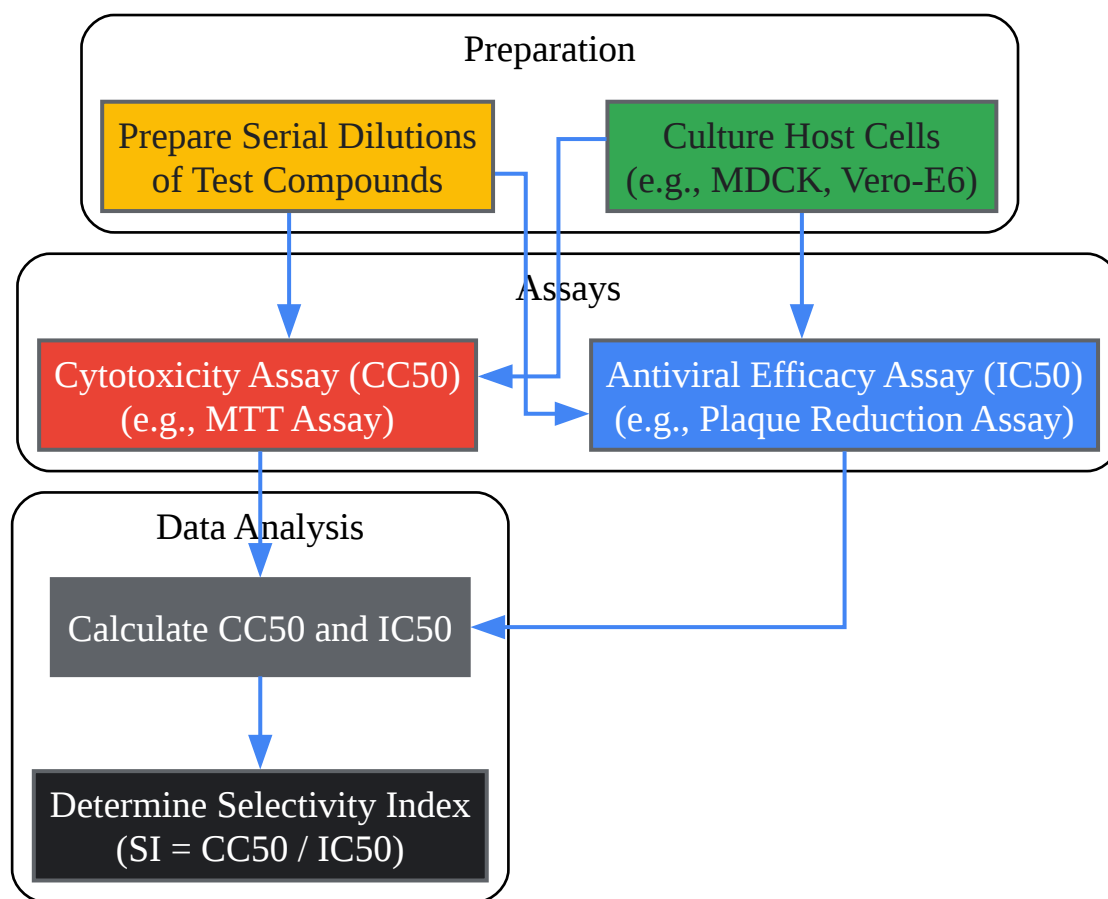 Preparation
Prepare Serial Dilutions
of Test Compounds
Culture Host Cells
(e.g., MDCK, Vero-E6)
Assays
Cytotoxicity Assay (CC50)
(e.g., MTT Assay)
Antiviral Efficacy Assay (IC50)
(e.g., Plaque Reduction Assay)
Data Analysis
Calculate CC50 and IC50
Determine Selectivity Index
(SI = CC50 / IC50)